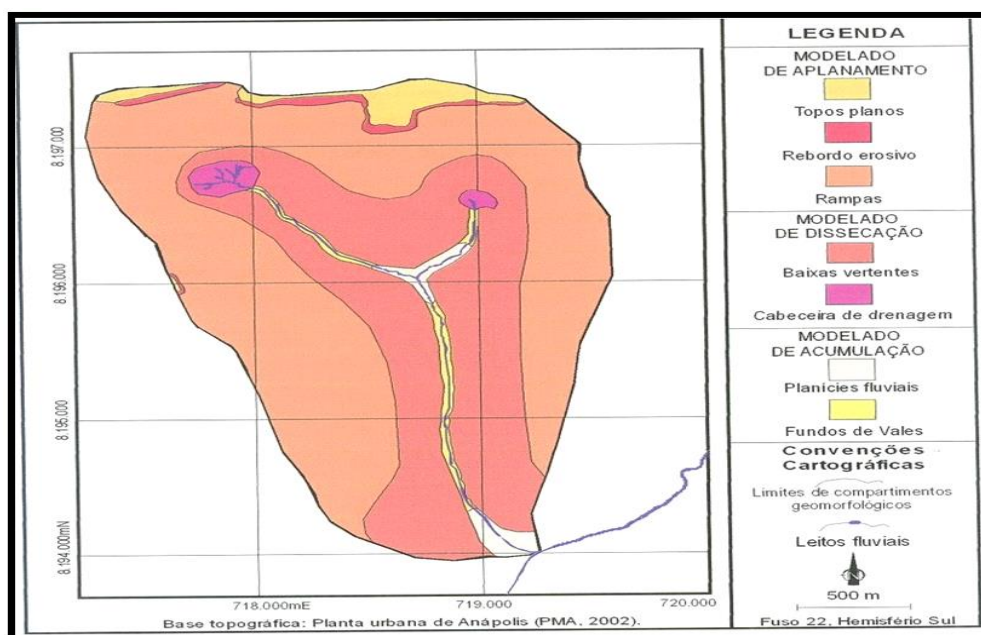 8.197.000
8.196.000
8.195.000
8.194.000mN
718.000mE
719.000
720.000
Base topográfica: Planta urbana de Anápolis (PMA, 2002).
LEGENDA
MODELADO
DE APLANAMENTO
Topos planos
Rebordo erosivo
Rampas
MODELADO
DE DISSECAÇÃO
Baixas vertentes
Cabeceira de drenagem
MODELADO
DE ACUMULAÇÃO
Planícies fluviais
Fundos de Vales
Convenções
Cartográficas
Limites de compartimentos
geomorfológicos
Leitos fluviais
N
500 m
Fuso 22, Hemisfério Sul